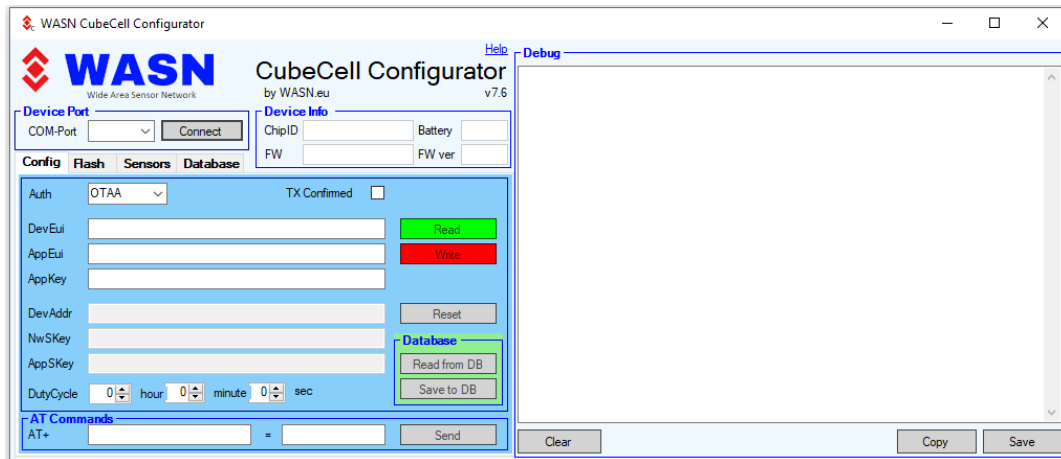 WASN CubeCell Configurator
WASN
Wide Area Sensor Network
Help
CubeCell Configurator
by WASN.eu v7.6
Device Port
COM-Port Connect
Device Info
ChipID Battery
FW FW ver
Config Flash Sensors Database
Auth OTAA TX Confirmed
DevEui Read
AppEui Write
AppKey
DevAddr Reset
NwSKey
AppSKey
Database
Read from DB
Save to DB
DutyCycle 0 hour 0 minute 0 sec
AT Commands
AT+ = Send
Debug
Clear Copy Save